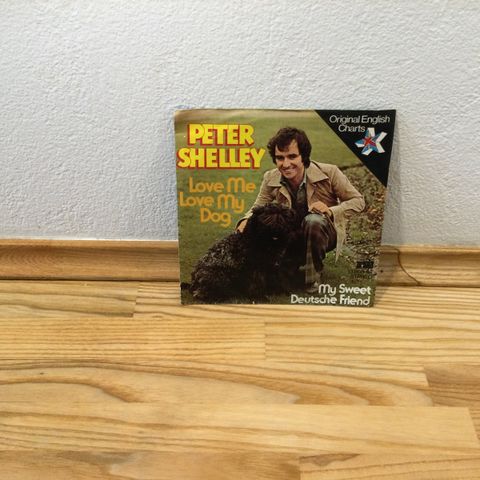 PETER
SHELLEY
Love Me
Love My
Dog
Original English
Charts
My Sweet
Deutsche Friend